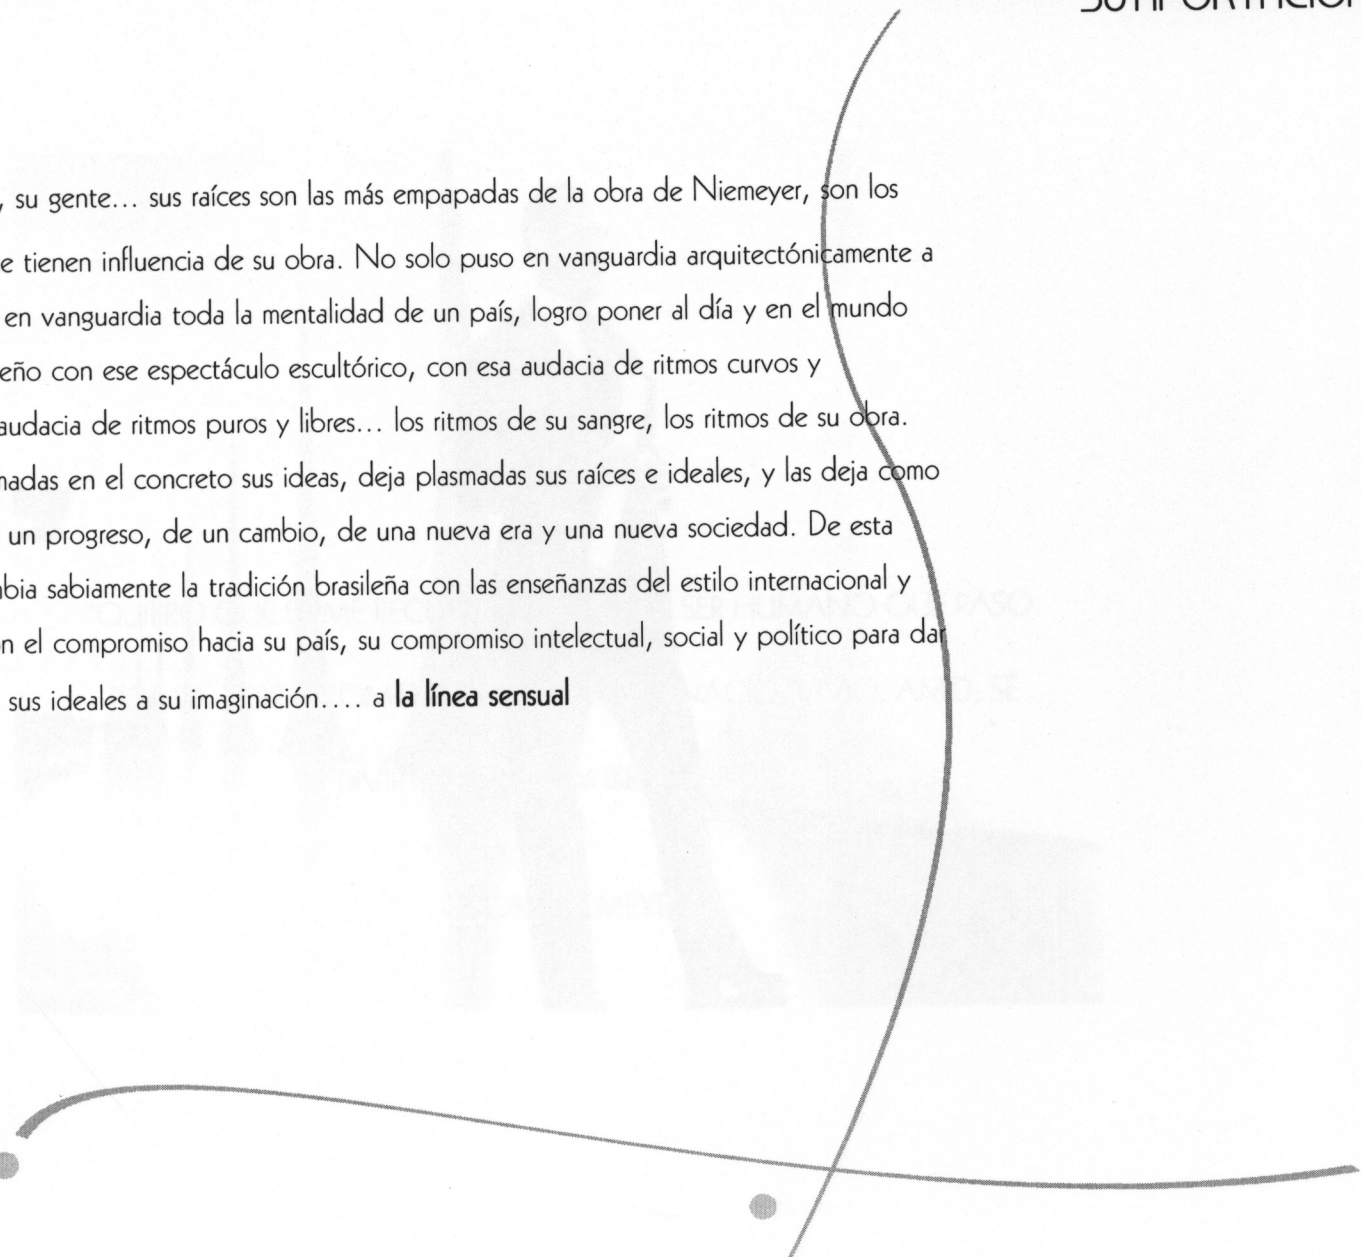 , su gente... sus raíces son las más empapadas de la obra de Niemeyer, son los
e tienen influencia de su obra. No solo puso en vanguardia arquitectónicamente a
en vanguardia toda la mentalidad de un país, logro poner al día y en el mundo
eño con ese espectáculo escultórico, con esa audacia de ritmos curvos y
audacia de ritmos puros y libres... los ritmos de su sangre, los ritmos de su obra.
nadas en el concreto sus ideas, deja plasmadas sus raíces e ideales, y las deja como
un progreso, de un cambio, de una nueva era y una nueva sociedad. De esta
bia sabiamente la tradición brasileña con las enseñanzas del estilo internacional y
n el compromiso hacia su país, su compromiso intelectual, social y político para dar
sus ideales a su imaginación.... a la línea sensual